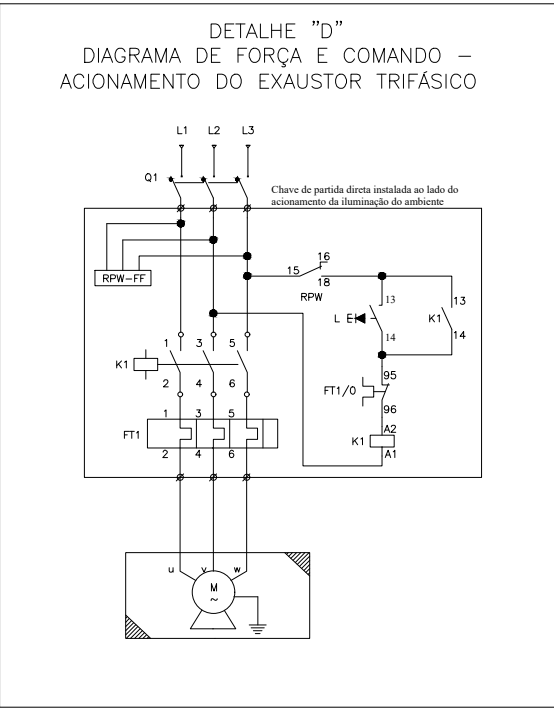 DETALHE "D"
DIAGRAMA DE FORÇA E COMANDO –
ACIONAMENTO DO EXAUSTOR TRIFÁSICO
L1 L2 L3
Q1
Chave de partida direta instalada ao lado do
acionamento da iluminação do ambiente
RPW-FF
15 16
18
RPW
13
L E
14
13
K1
14
1 3 5
K1
2 4 6
95
FT1/0
96
1 3 5
FT1
2 4 6
A2
K1
A1
u v w
M
~